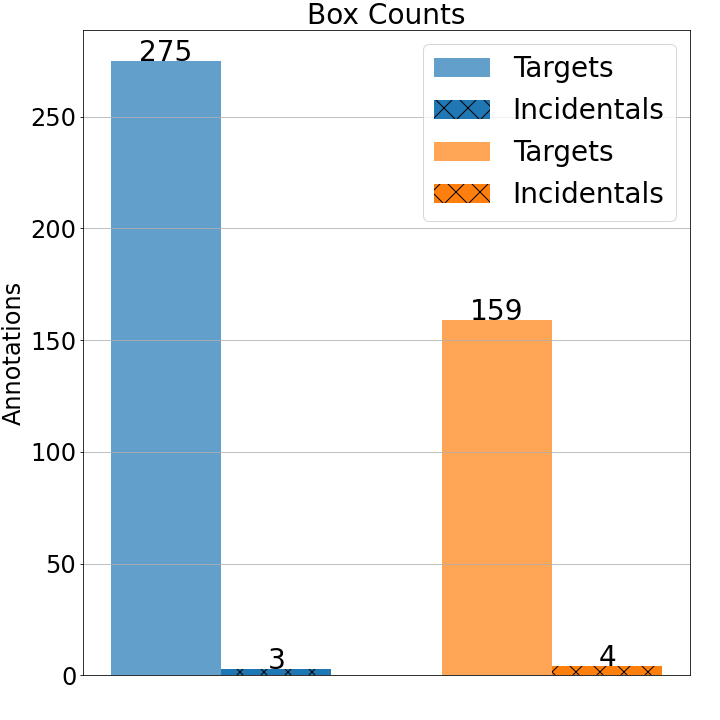 Box Counts
275
Targets
Incidentals
Targets
Incidentals
250
200
159
150
100
50
3
4
0
Annotations